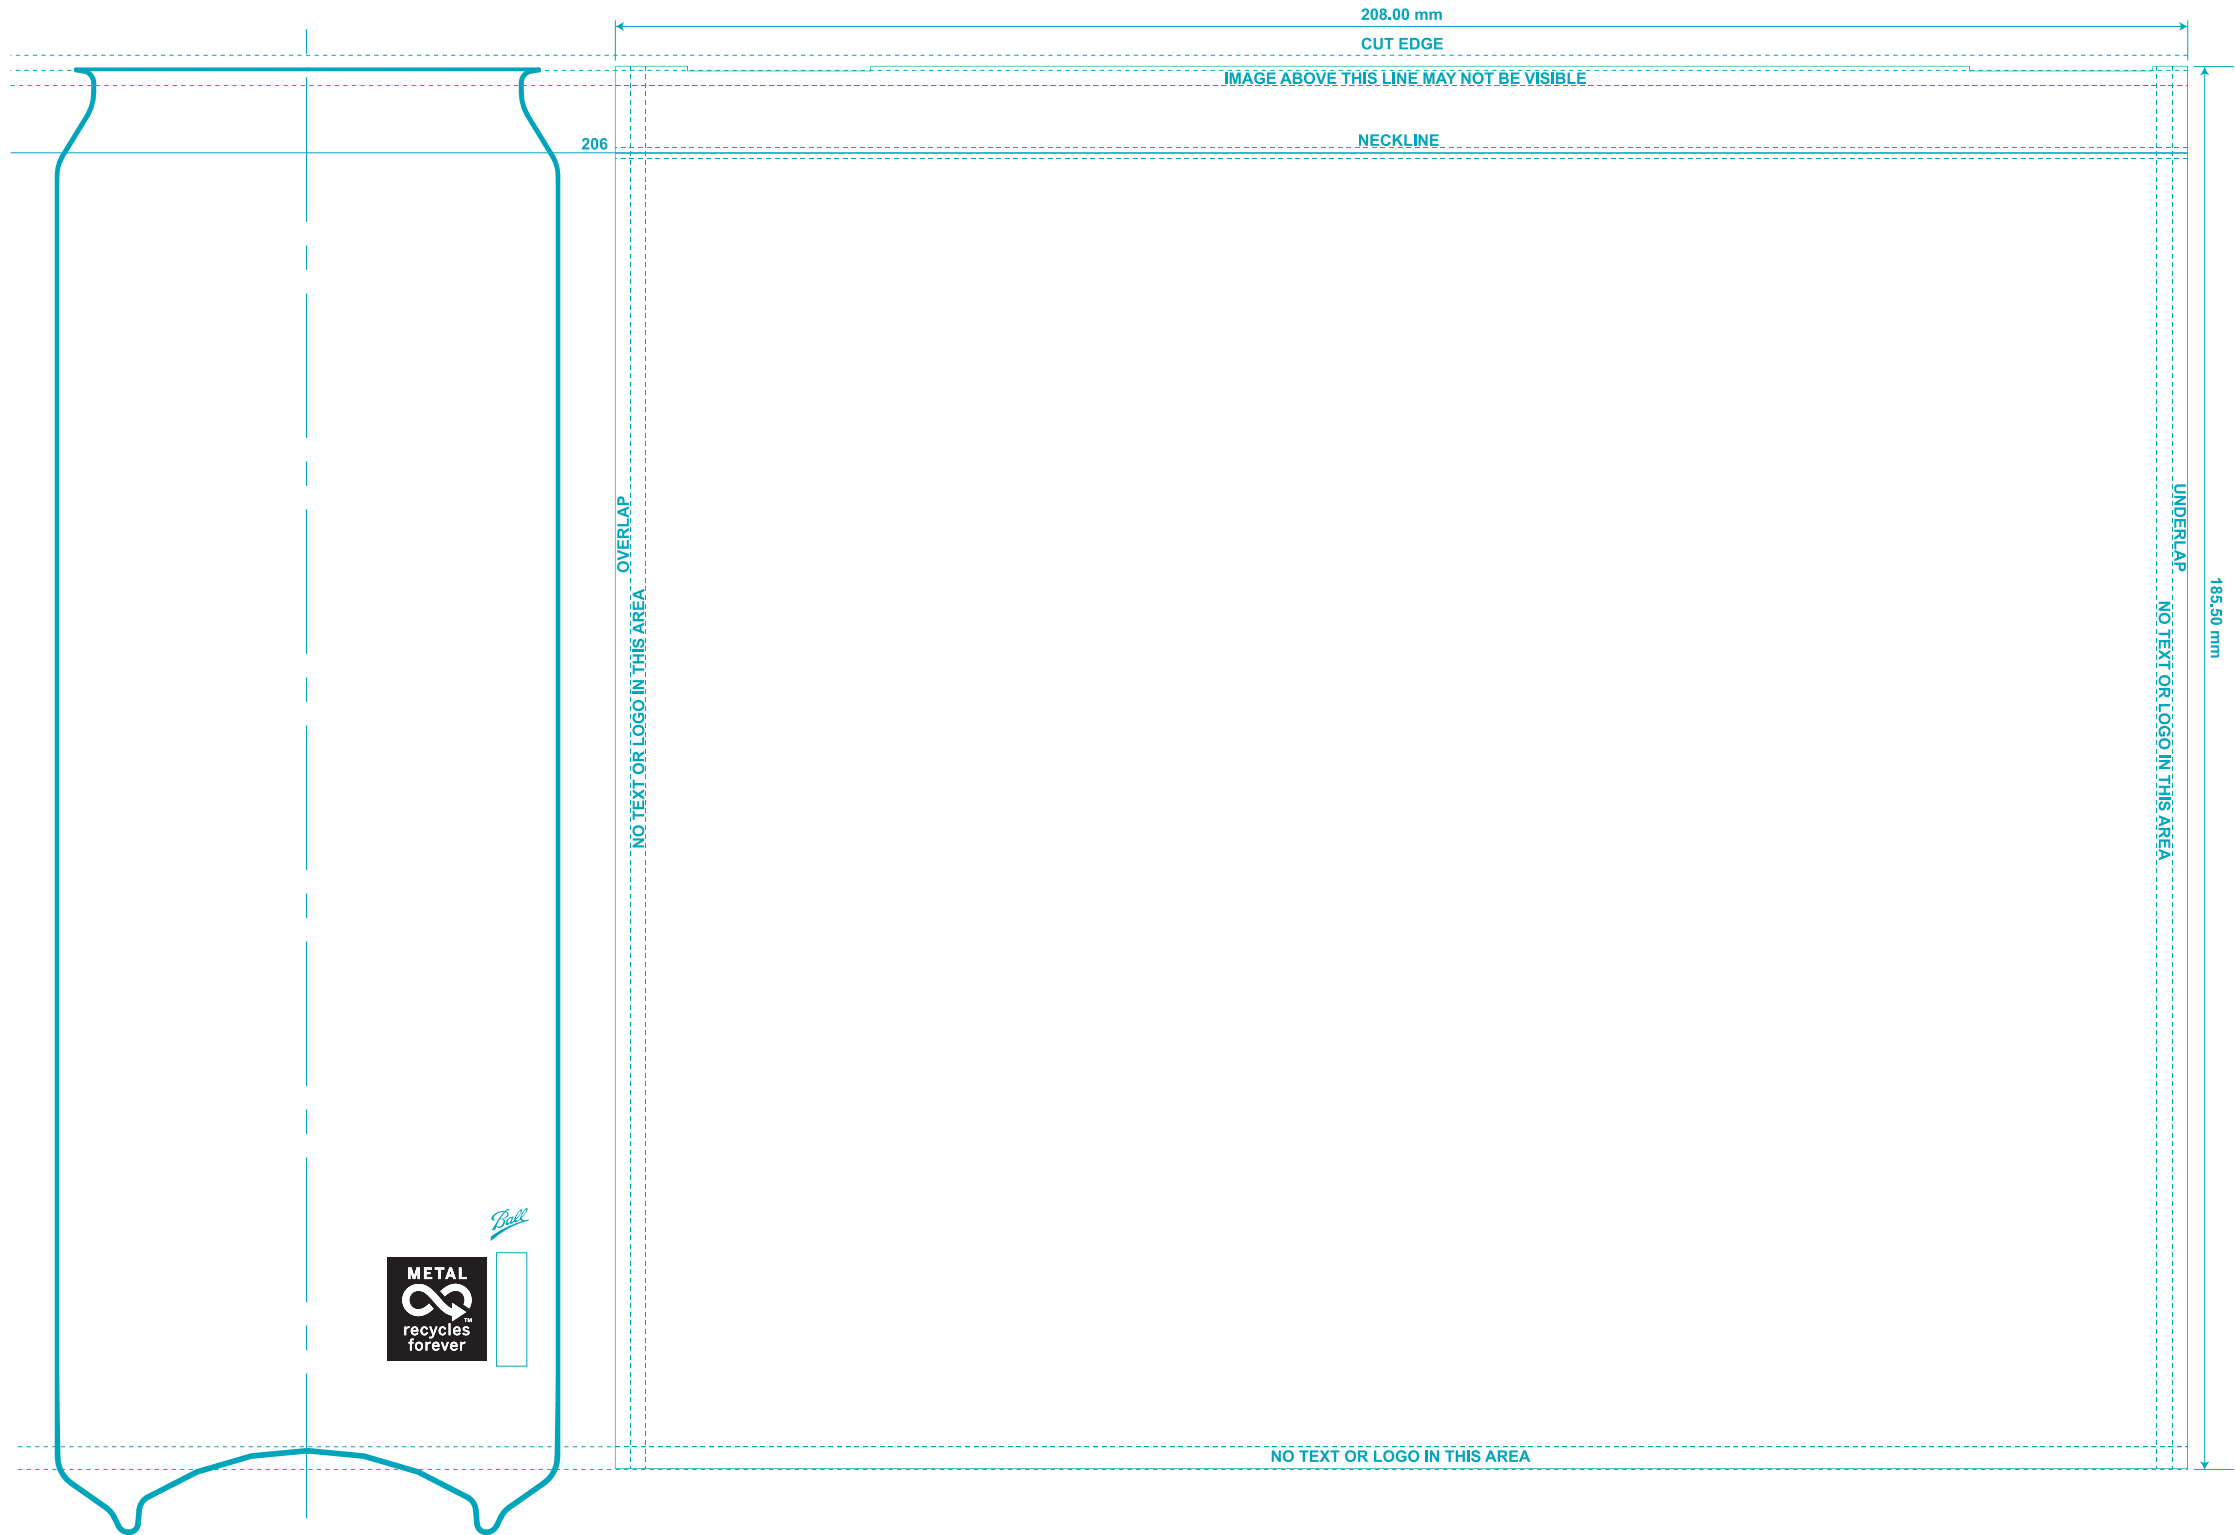 208.00 mm
CUT EDGE
IMAGE ABOVE THIS LINE MAY NOT BE VISIBLE
206
NECKLINE
OVERLAP
NO TEXT OR LOGO IN THIS AREA
UNDERLAP
NO TEXT OR LOGO IN THIS AREA
185.50 mm
Ball
METAL
™
recycles
forever
NO TEXT OR LOGO IN THIS AREA